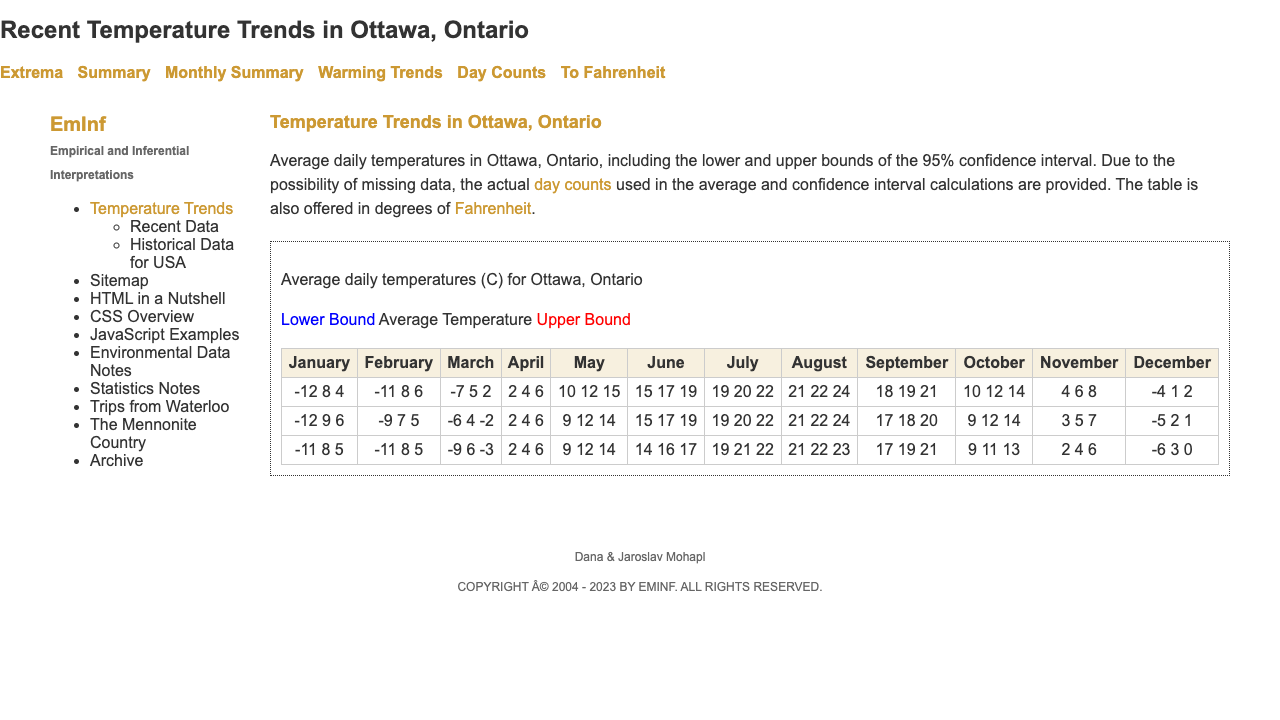 Recent Temperature Trends in Ottawa, Ontario
Extrema Summary Monthly Summary Warming Trends Day Counts To Fahrenheit
EmInf
Empirical and Inferential
Interpretations
Temperature Trends
Recent Data
Historical Data
for USA
Sitemap
HTML in a Nutshell
CSS Overview
JavaScript Examples
Environmental Data
Notes
Statistics Notes
Trips from Waterloo
The Mennonite
Country
Archive
Temperature Trends in Ottawa, Ontario
Average daily temperatures in Ottawa, Ontario, including the lower and upper bounds of the 95% confidence interval. Due to the
possibility of missing data, the actual day counts used in the average and confidence interval calculations are provided. The table is
also offered in degrees of Fahrenheit.
Average daily temperatures (C) for Ottawa, Ontario
Lower Bound Average Temperature Upper Bound
January February March April May June July August September October November December
-12 8 4 -11 8 6 -7 5 2 2 4 6 10 12 15 15 17 19 19 20 22 21 22 24 18 19 21 10 12 14 4 6 8 -4 1 2
-12 9 6 -9 7 5 -6 4 -2 2 4 6 9 12 14 15 17 19 19 20 22 21 22 24 17 18 20 9 12 14 3 5 7 -5 2 1
-11 8 5 -11 8 5 -9 6 -3 2 4 6 9 12 14 14 16 17 19 21 22 21 22 23 17 19 21 9 11 13 2 4 6 -6 3 0
Dana & Jaroslav Mohapl
COPYRIGHT Â© 2004 - 2023 BY EMINF. ALL RIGHTS RESERVED.